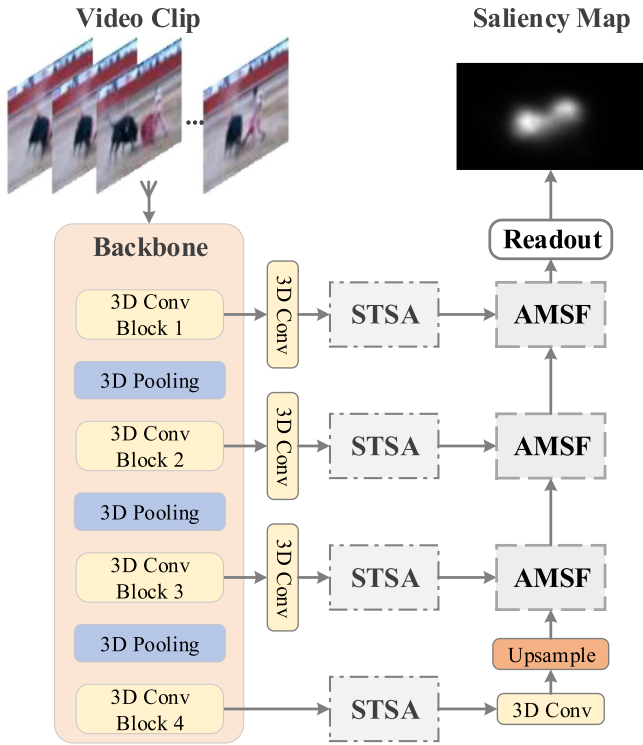 Video Clip
Saliency Map
...
Readout
Backbone
3D Conv
Block 1
3D Conv
STSA
AMSF
3D Pooling
3D Conv
Block 2
3D Conv
STSA
AMSF
3D Pooling
3D Conv
Block 3
3D Conv
STSA
AMSF
3D Pooling
Upsample
3D Conv
Block 4
STSA
3D Conv